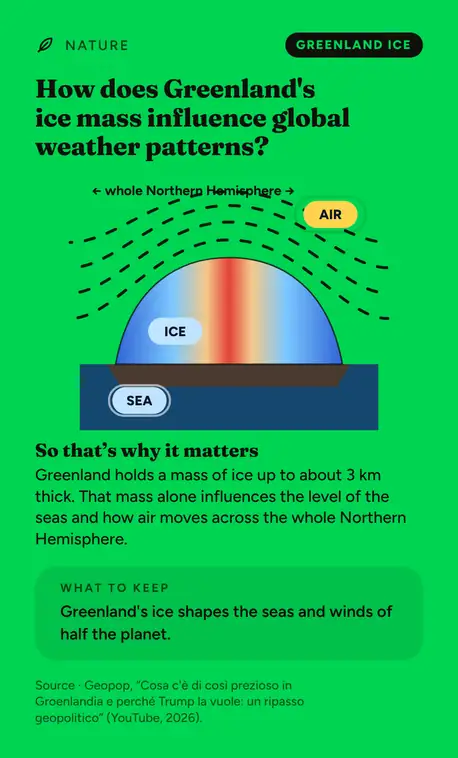 NATURE
GREENLAND ICE
How does Greenland's
ice mass influence global
weather patterns?
← whole Northern Hemisphere →
AIR
ICE
SEA
So that’s why it matters
Greenland holds a mass of ice up to about 3 km
thick. That mass alone influences the level of the
seas and how air moves across the whole Northern
Hemisphere.
WHAT TO KEEP
Greenland's ice shapes the seas and winds of
half the planet.
Source · Geopop, “Cosa c'è di così prezioso in
Groenlandia e perché Trump la vuole: un ripasso
geopolitico” (YouTube, 2026).